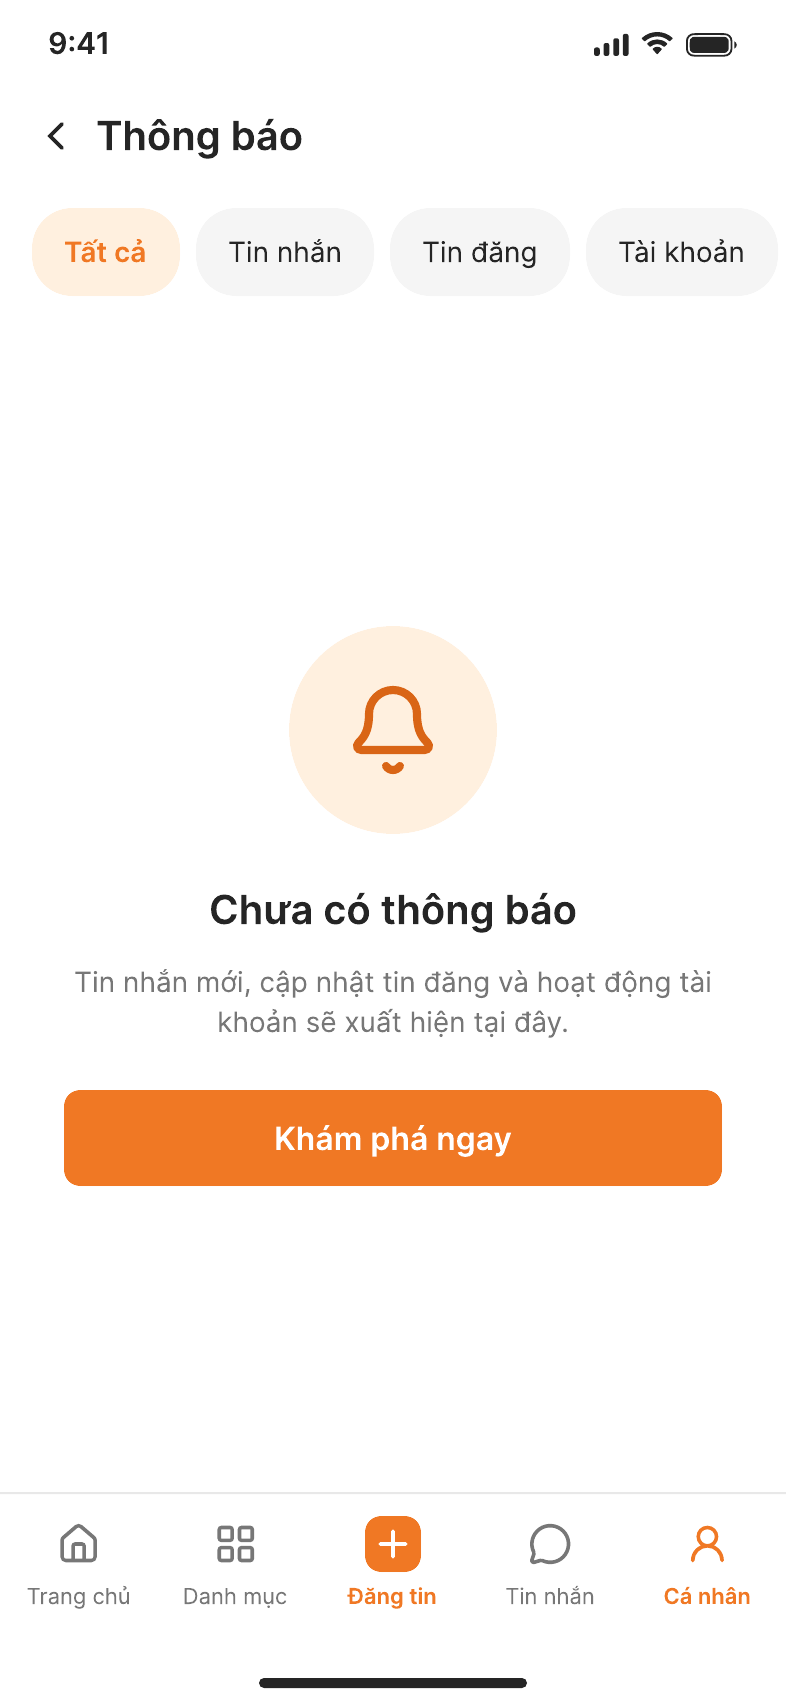 9:41
Thông báo
Tất cả
Tin nhắn
Tin đăng
Tài khoản
Chưa có thông báo
Tin nhắn mới, cập nhật tin đăng và hoạt động tài
khoản sẽ xuất hiện tại đây.
Khám phá ngay
Trang chủ
Danh mục
Đăng tin
Tin nhắn
Cá nhân